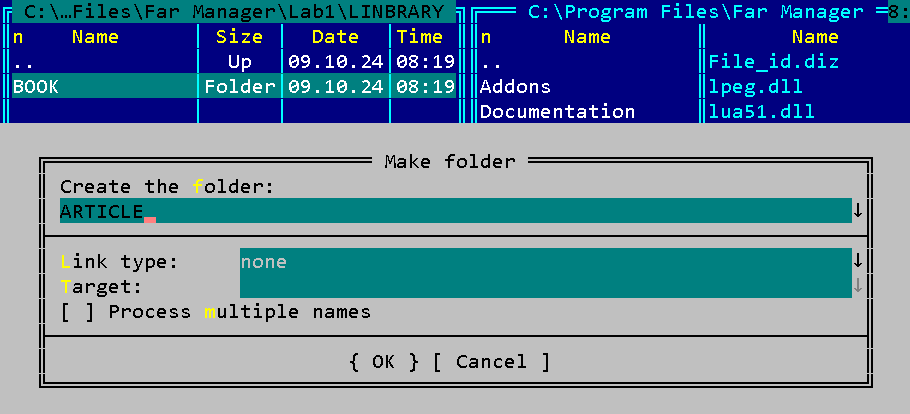 C:\…Files\Far Manager\Lab1\LINBRARY C:\Program Files\Far Manager 8:
n Name Size Date Time n Name Name
.. Up 09.10.24 08:19 .. File_id.diz
BOOK Folder 09.10.24 08:19 Addons lpeg.dll
Documentation lua51.dll
Make folder
Create the folder:
ARTICLE
Link type: none
Target:
[ ] Process multiple names
{ OK } [ Cancel ]